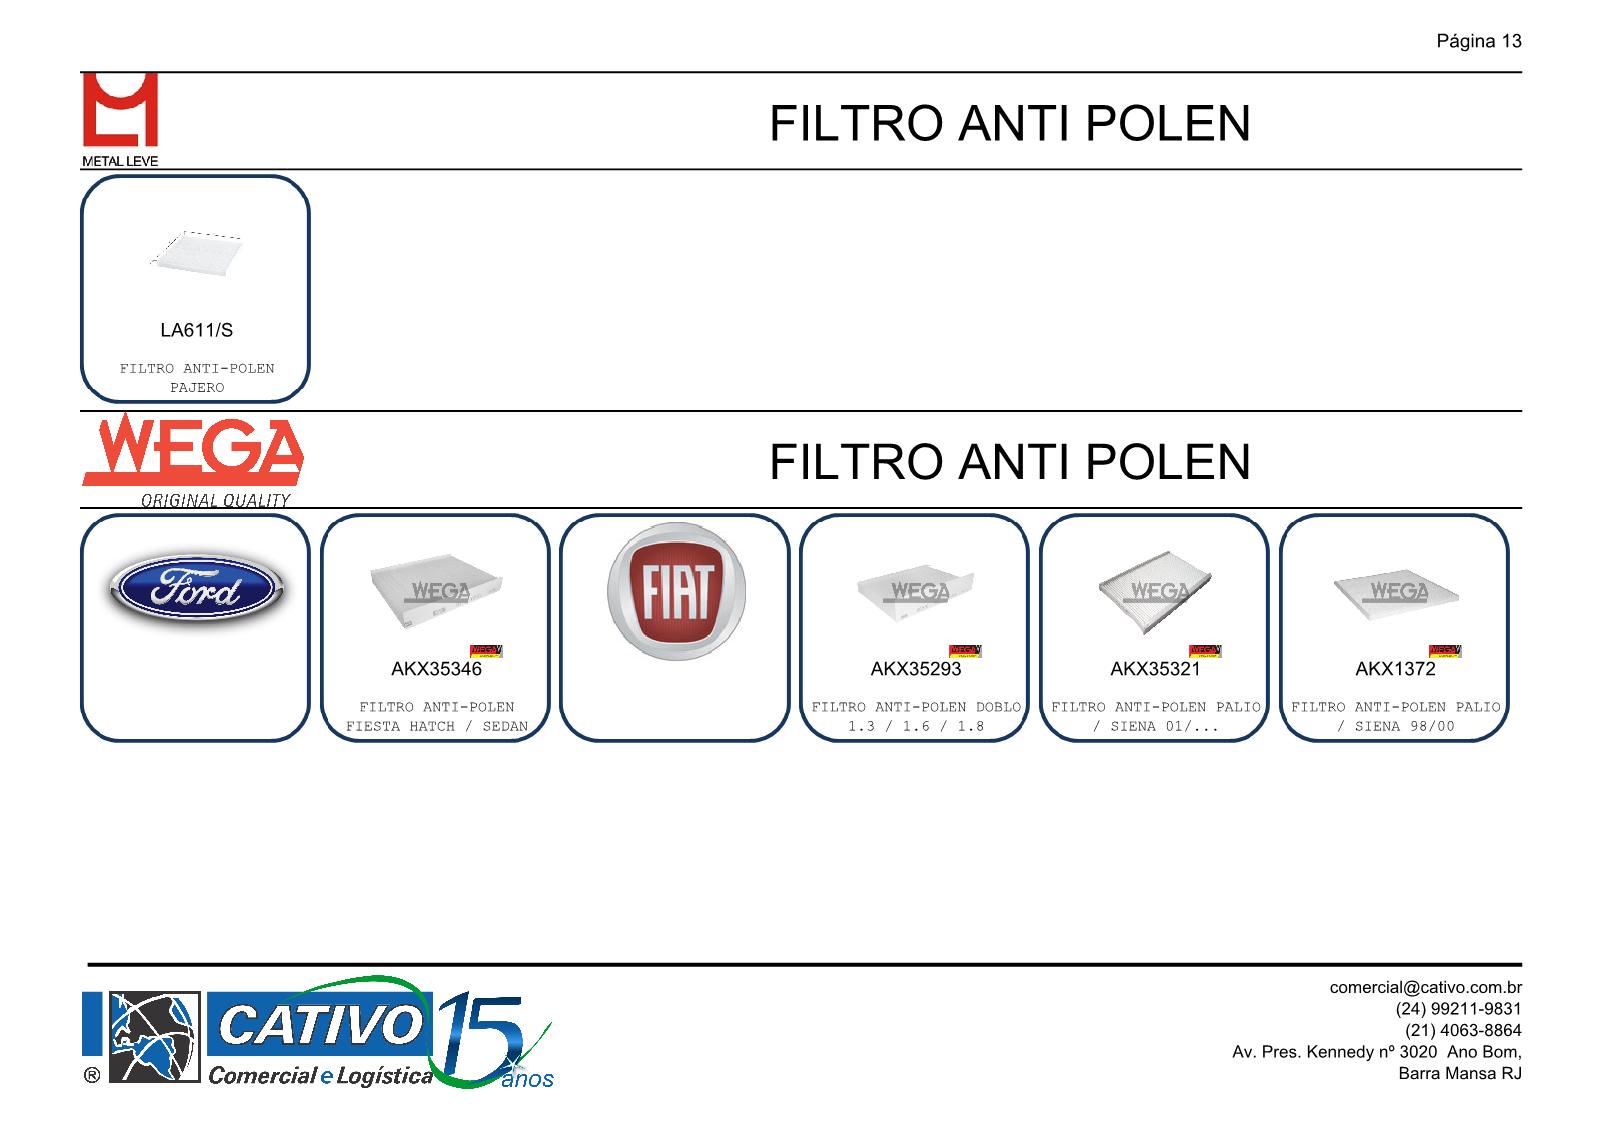 Página 13
METAL LEVE
FILTRO ANTI POLEN
LA611/S
FILTRO ANTI-POLEN
PAJERO
WEGA
ORIGINAL QUALITY
FILTRO ANTI POLEN
Ford
WEGA
AKX35346
FILTRO ANTI-POLEN
FIESTA HATCH / SEDAN
FIAT
WEGA
AKX35293
FILTRO ANTI-POLEN DOBLO
1.3 / 1.6 / 1.8
WEGA
AKX35321
FILTRO ANTI-POLEN PALIO
/ SIENA 01/...
WEGA
AKX1372
FILTRO ANTI-POLEN PALIO
/ SIENA 98/00
CATIVO 15
® Comercial e Logística anos
comercial@cativo.com.br
(24) 99211-9831
(21) 4063-8864
Av. Pres. Kennedy nº 3020 Ano Bom,
Barra Mansa RJ